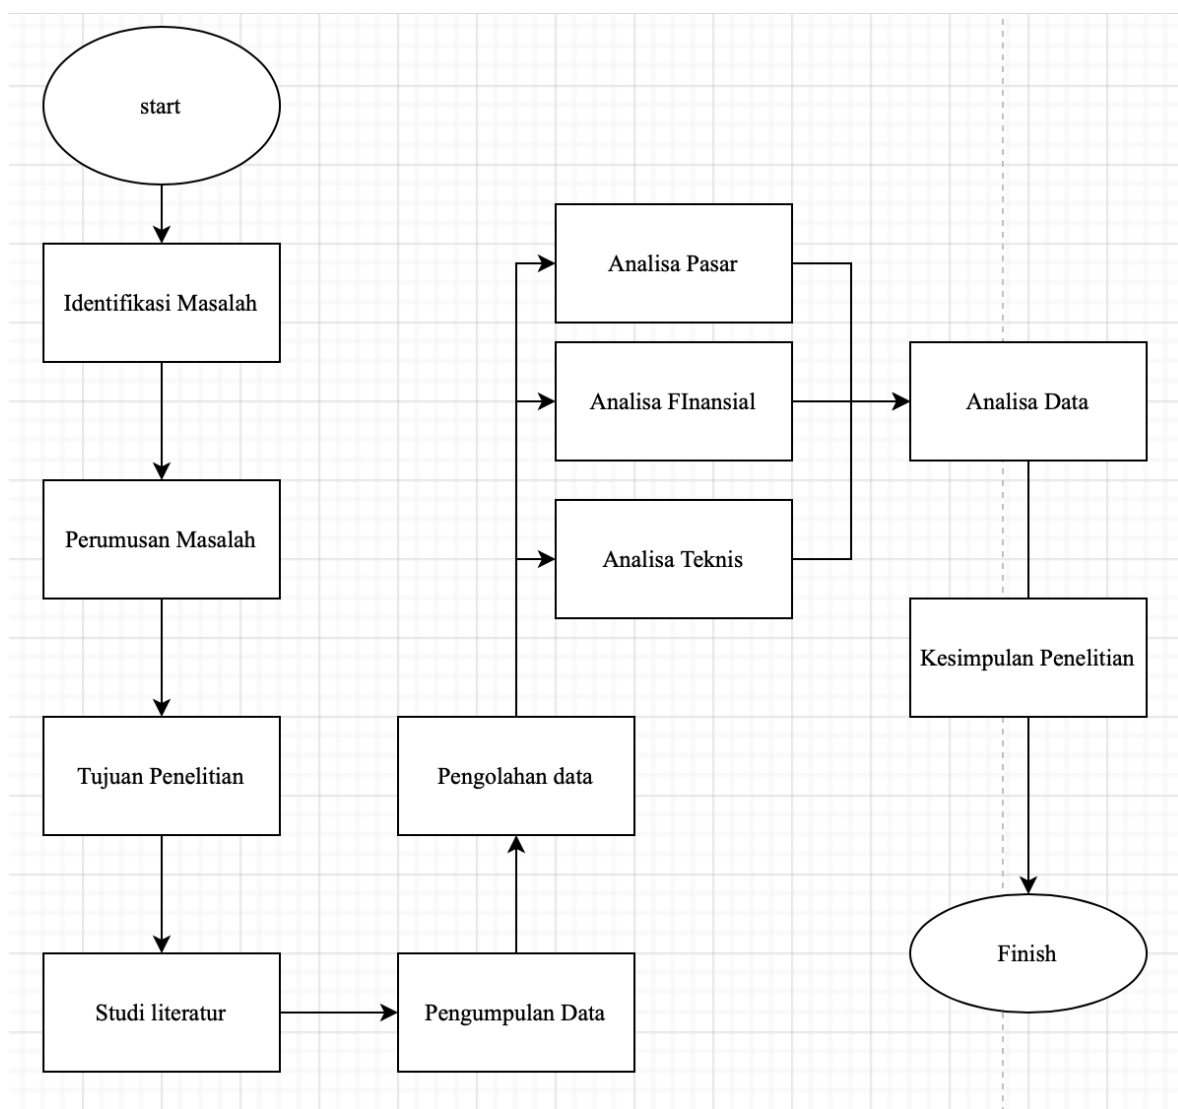 start
Identifikasi Masalah
Perumusan Masalah
Tujuan Penelitian
Studi literatur
Pengumpulan Data
Pengolahan data
Analisa Pasar
Analisa FInansial
Analisa Teknis
Analisa Data
Kesimpulan Penelitian
Finish